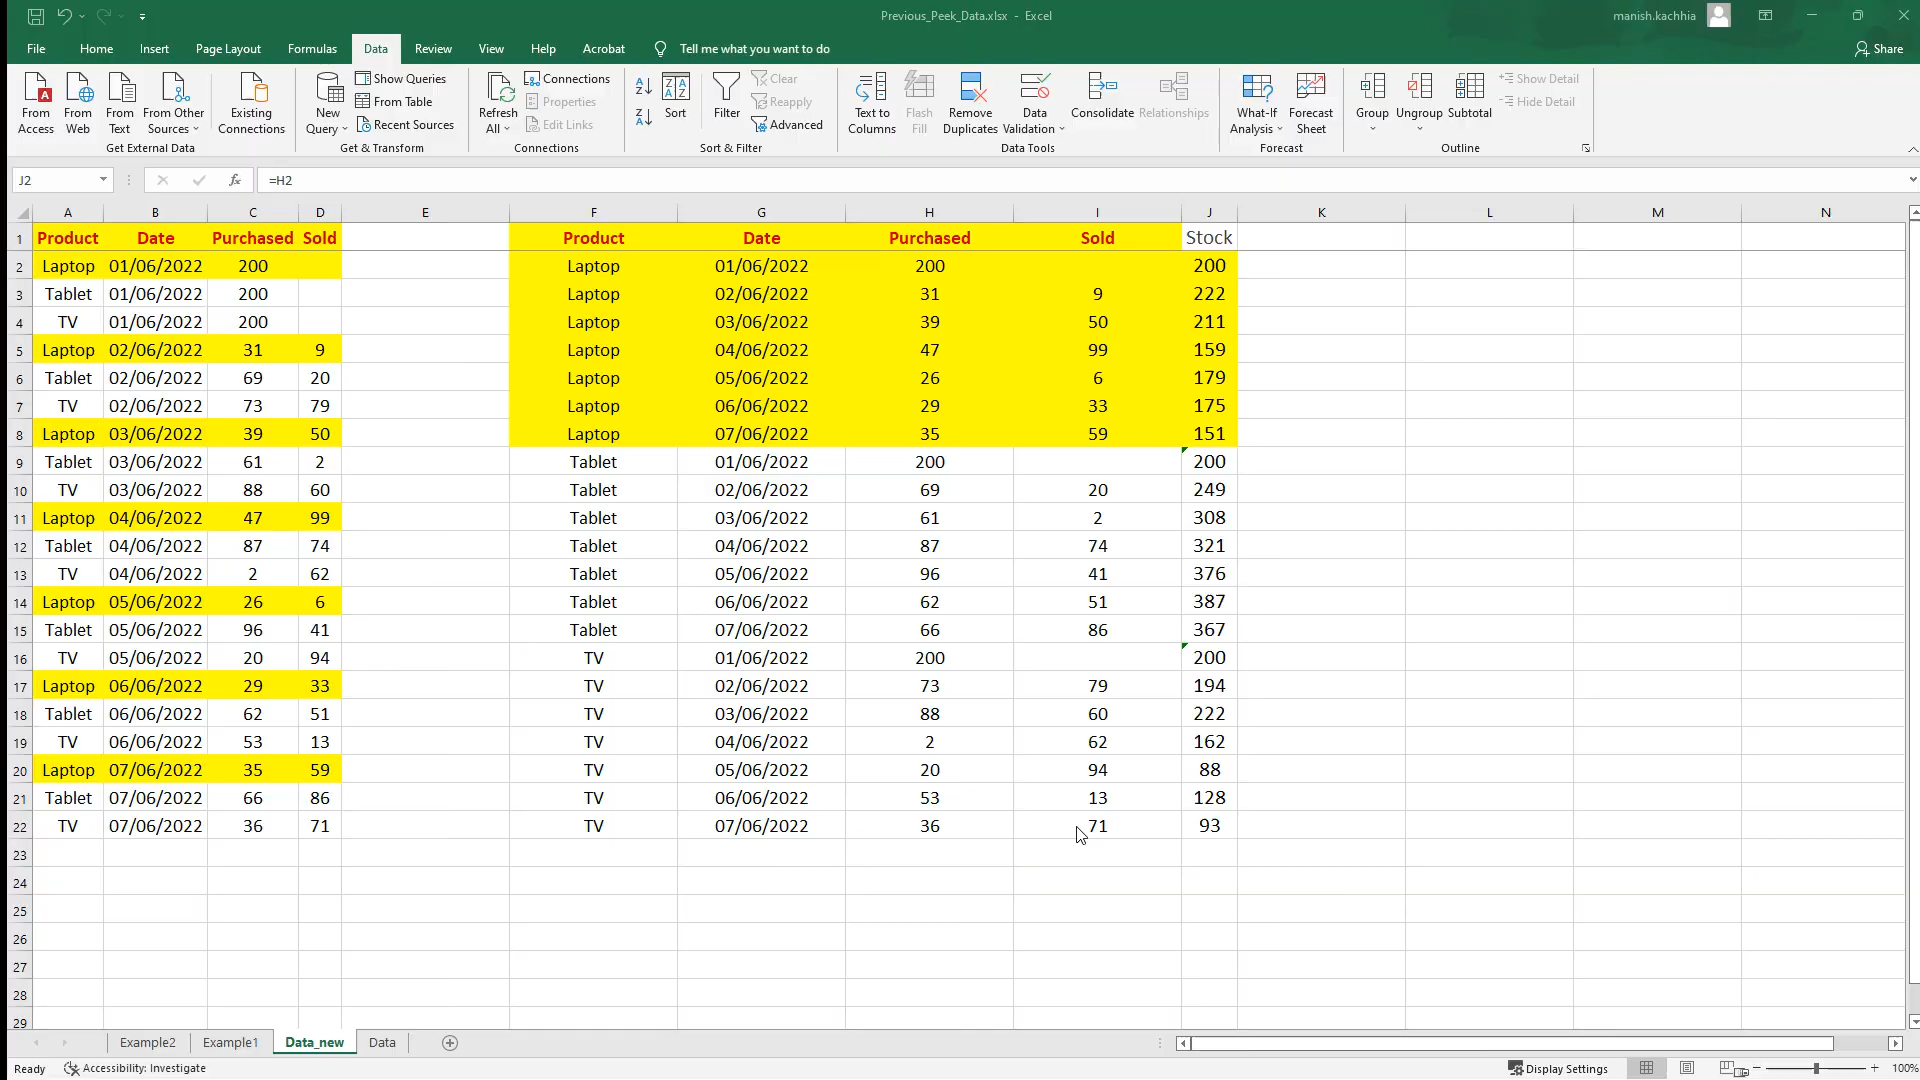 Previous_Peek_Data.xlsx - Excel
manish.kachhia
File Home Insert Page Layout Formulas Data Review View Help Acrobat Tell me what you want to do Share
From Access
From Web
From Text
From Other Sources
Existing Connections
Get External Data
New Query
Show Queries
From Table
Recent Sources
Get & Transform
Refresh All
Connections
Properties
Edit Links
Connections
Sort
Filter
Clear
Reapply
Advanced
Sort & Filter
Text to Columns
Flash Fill
Remove Duplicates
Data Validation
Consolidate
Relationships
Data Tools
What-If Analysis
Forecast Sheet
Forecast
Group
Ungroup
Subtotal
Show Detail
Hide Detail
Outline
J2 fx =H2
A B C D E F G H I J K L M N
1 Product Date Purchased Sold Product Date Purchased Sold Stock
2 Laptop 01/06/2022 200 Laptop 01/06/2022 200 200
3 Tablet 01/06/2022 200 Laptop 02/06/2022 31 9 222
4 TV 01/06/2022 200 Laptop 03/06/2022 39 50 211
5 Laptop 02/06/2022 31 9 Laptop 04/06/2022 47 99 159
6 Tablet 02/06/2022 69 20 Laptop 05/06/2022 26 6 179
7 TV 02/06/2022 73 79 Laptop 06/06/2022 29 33 175
8 Laptop 03/06/2022 39 50 Laptop 07/06/2022 35 59 151
9 Tablet 03/06/2022 61 2 Tablet 01/06/2022 200 200
10 TV 03/06/2022 88 60 Tablet 02/06/2022 69 20 249
11 Laptop 04/06/2022 47 99 Tablet 03/06/2022 61 2 308
12 Tablet 04/06/2022 87 74 Tablet 04/06/2022 87 74 321
13 TV 04/06/2022 2 62 Tablet 05/06/2022 96 41 376
14 Laptop 05/06/2022 26 6 Tablet 06/06/2022 62 51 387
15 Tablet 05/06/2022 96 41 Tablet 07/06/2022 66 86 367
16 TV 05/06/2022 20 94 TV 01/06/2022 200 200
17 Laptop 06/06/2022 29 33 TV 02/06/2022 73 79 194
18 Tablet 06/06/2022 62 51 TV 03/06/2022 88 60 222
19 TV 06/06/2022 53 13 TV 04/06/2022 2 62 162
20 Laptop 07/06/2022 35 59 TV 05/06/2022 20 94 88
21 Tablet 07/06/2022 66 86 TV 06/06/2022 53 13 128
22 TV 07/06/2022 36 71 TV 07/06/2022 36 71 93
23
24
25
26
27
28
29
Example2 Example1 Data_new Data
Ready Accessibility: Investigate Display Settings 100%